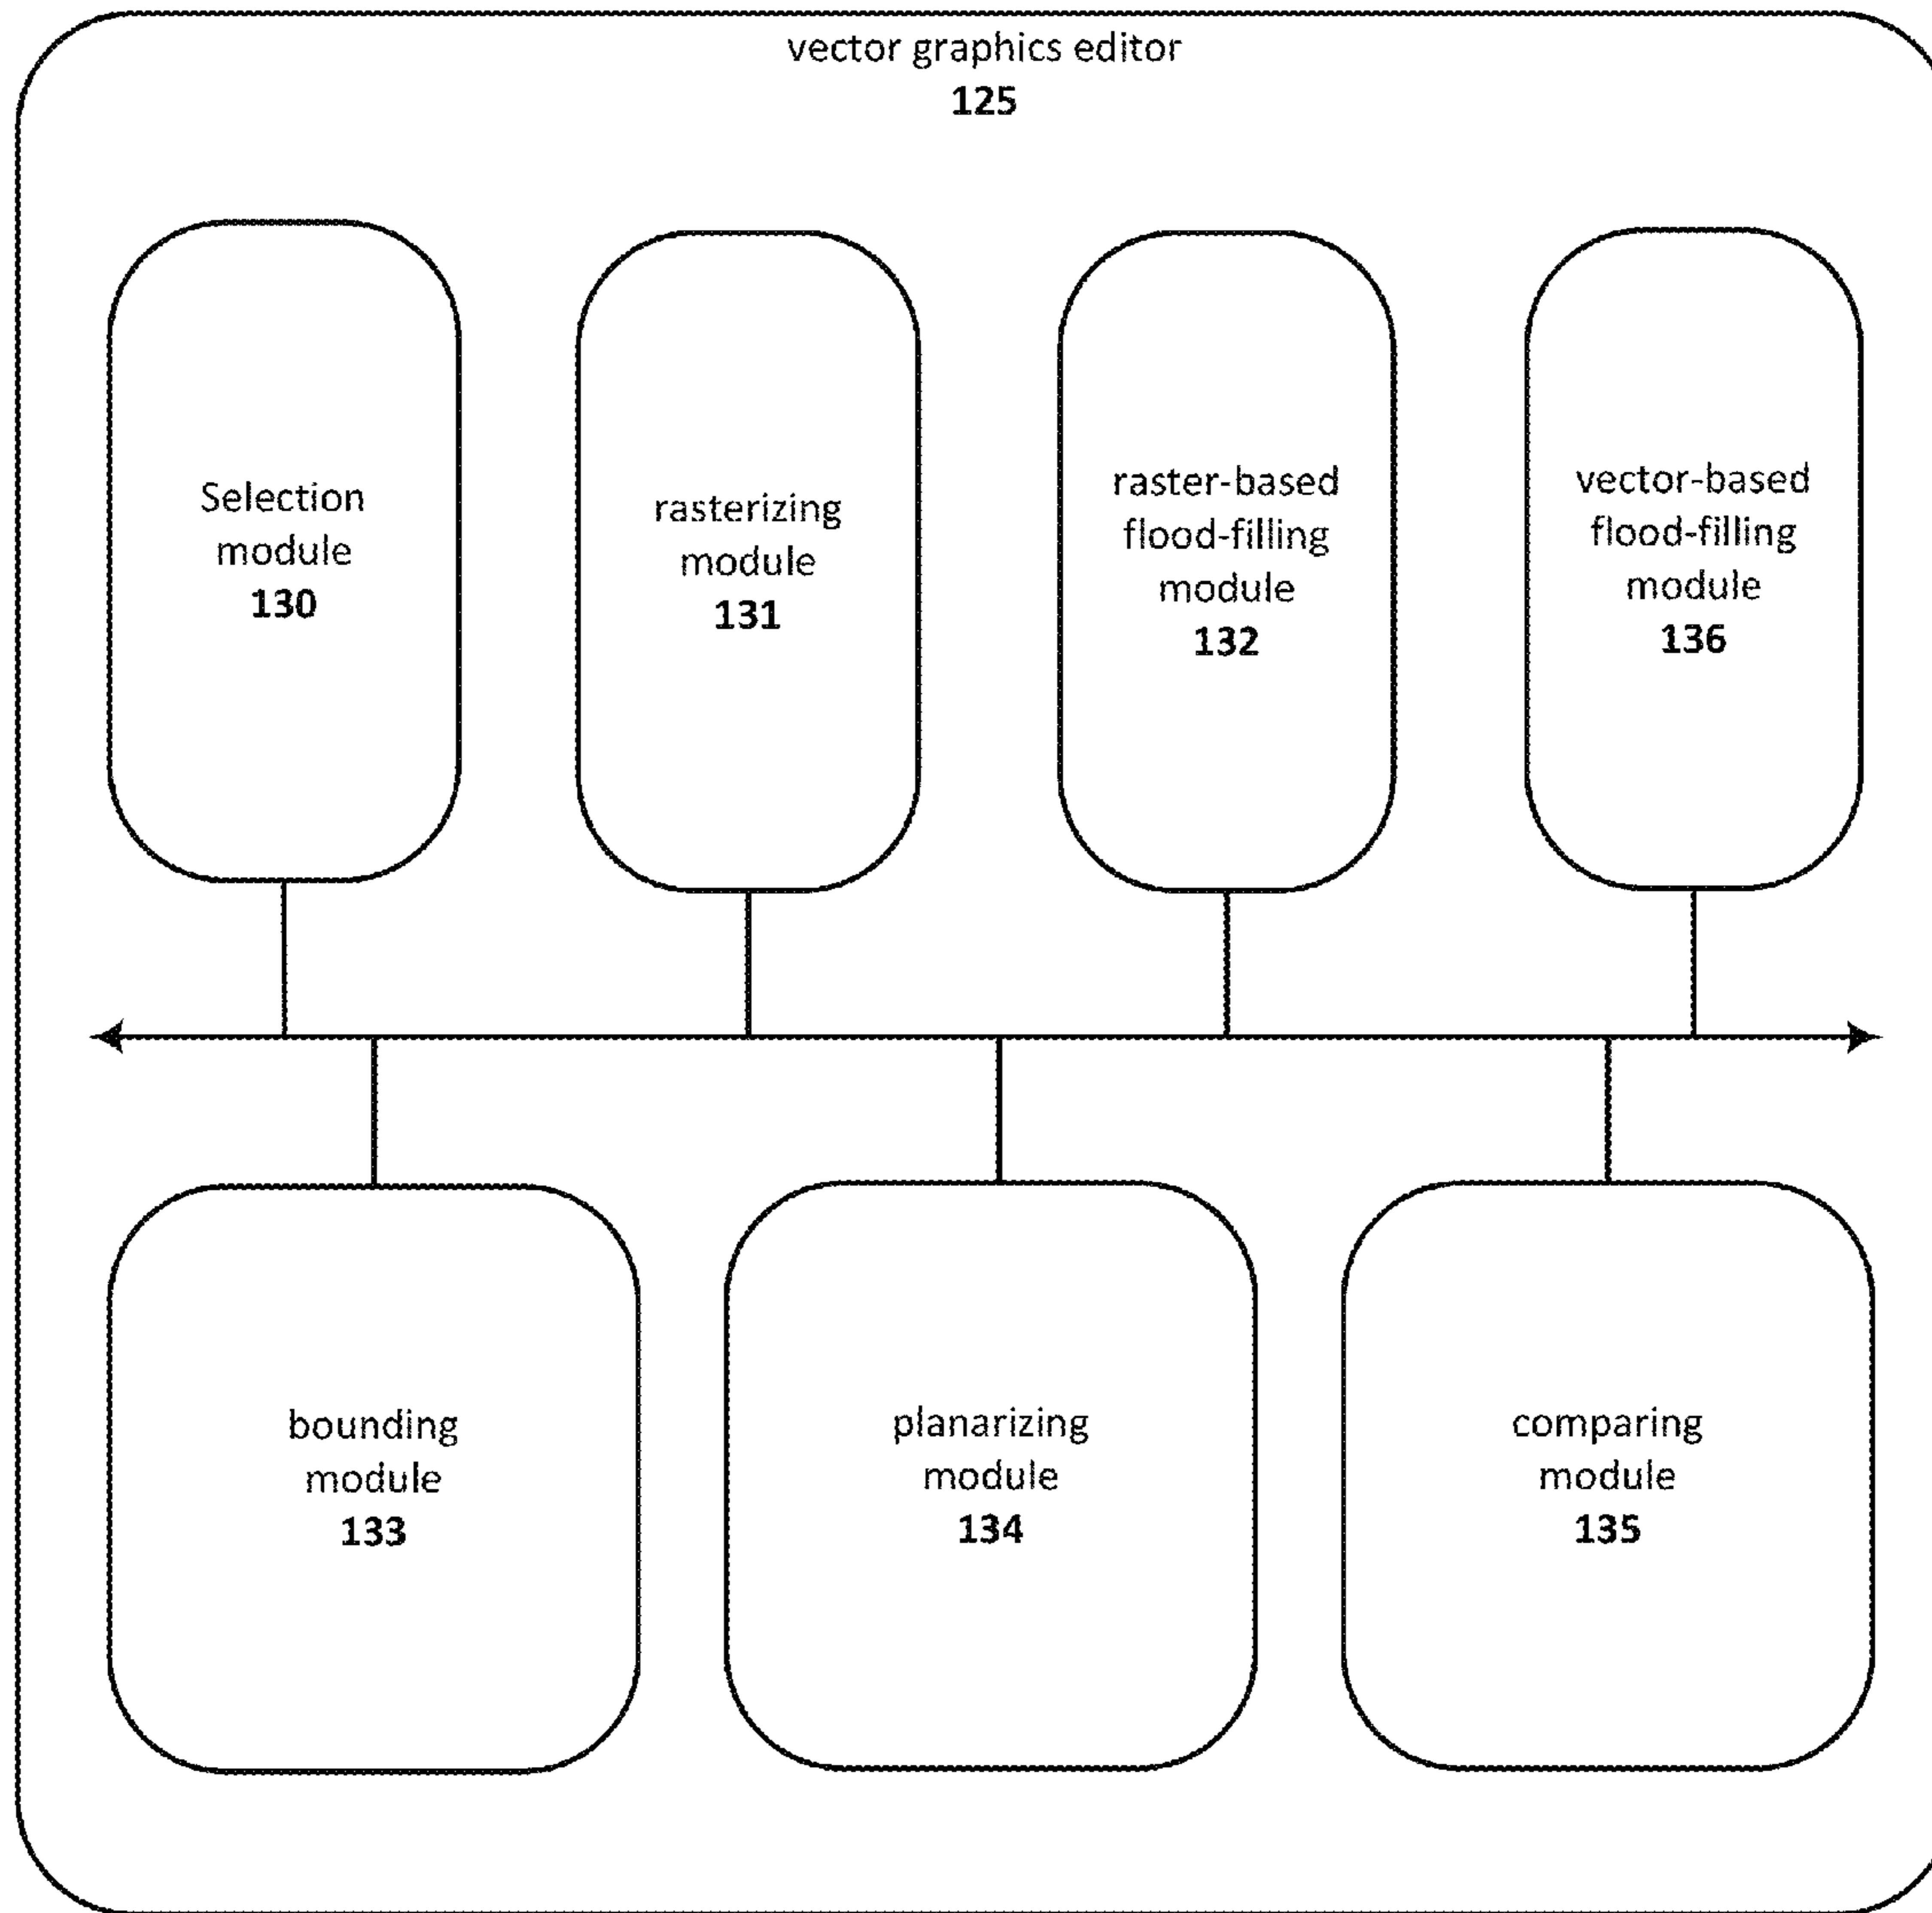 vector graphics editor
125
Selection
module
130
rasterizing
module
131
raster-based
flood-filling
module
132
vector-based
flood-filling
module
136
bounding
module
133
planarizing
module
134
comparing
module
135